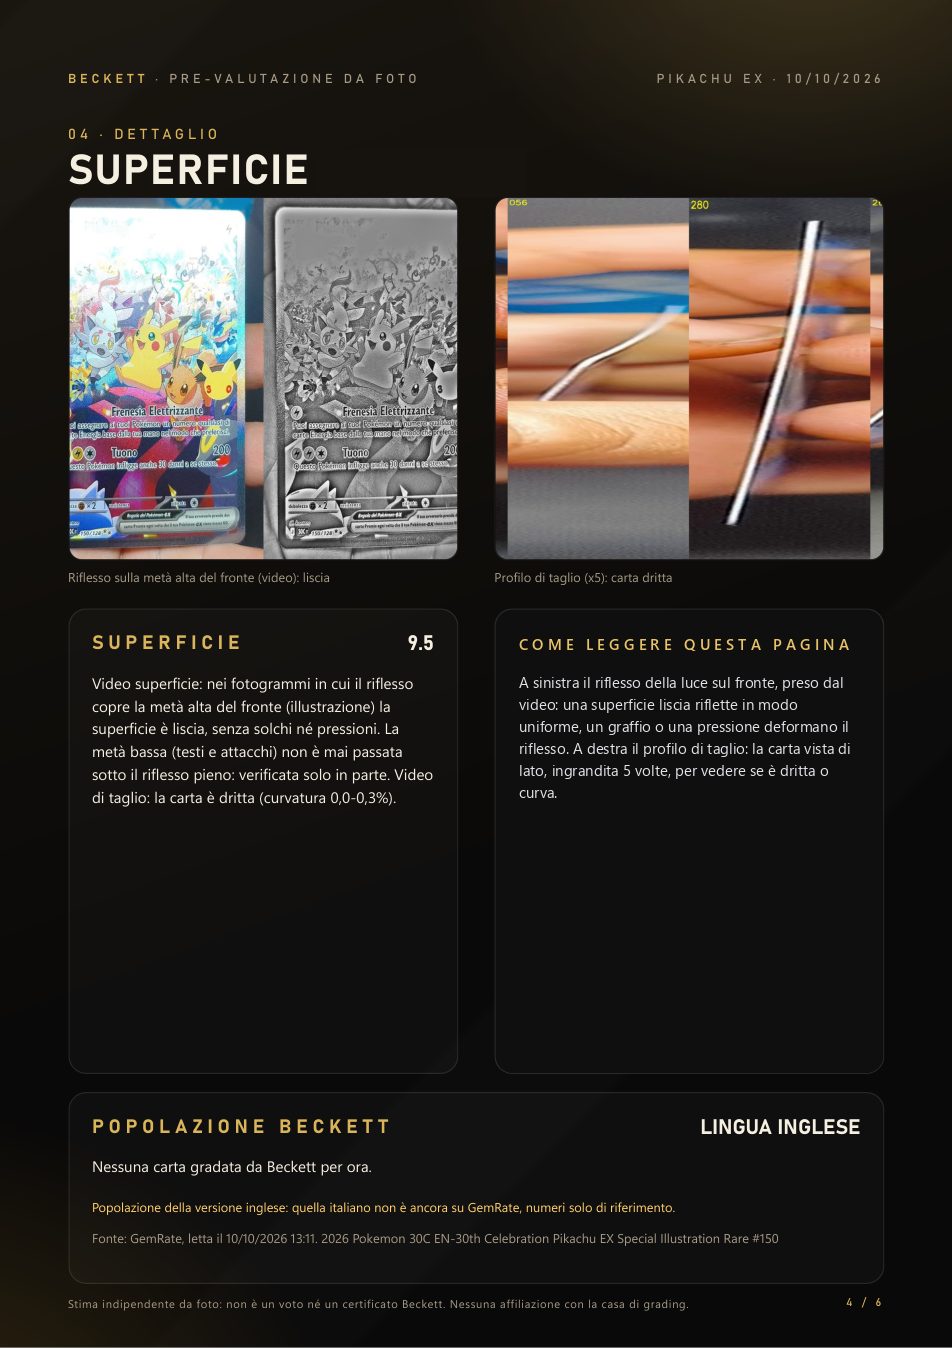 BECKETT · PRE-VALUTAZIONE DA FOTO
PIKACHU EX · 10/10/2026
04 · DETTAGLIO
SUPERFICIE
Frenesia Elettrizzante
Tuono
200
×2
150/128
Frenesia Elettrizzante
Tuono
×2
150/128
056
280
Riflesso sulla metà alta del fronte (video): liscia
Profilo di taglio (x5): carta dritta
SUPERFICIE
9.5
Video superficie: nei fotogrammi in cui il riflesso
copre la metà alta del fronte (illustrazione) la
superficie è liscia, senza solchi né pressioni. La
metà bassa (testi e attacchi) non è mai passata
sotto il riflesso pieno: verificata solo in parte. Video
di taglio: la carta è dritta (curvatura 0,0-0,3%).
COME LEGGERE QUESTA PAGINA
A sinistra il riflesso della luce sul fronte, preso dal
video: una superficie liscia riflette in modo
uniforme, un graffio o una pressione deformano il
riflesso. A destra il profilo di taglio: la carta vista di
lato, ingrandita 5 volte, per vedere se è dritta o
curva.
POPOLAZIONE BECKETT
LINGUA INGLESE
Nessuna carta gradata da Beckett per ora.
Popolazione della versione inglese: quella italiano non è ancora su GemRate, numeri solo di riferimento.
Fonte: GemRate, letta il 10/10/2026 13:11. 2026 Pokemon 30C EN-30th Celebration Pikachu EX Special Illustration Rare #150
Stima indipendente da foto: non è un voto né un certificato Beckett. Nessuna affiliazione con la casa di grading.
4 / 6